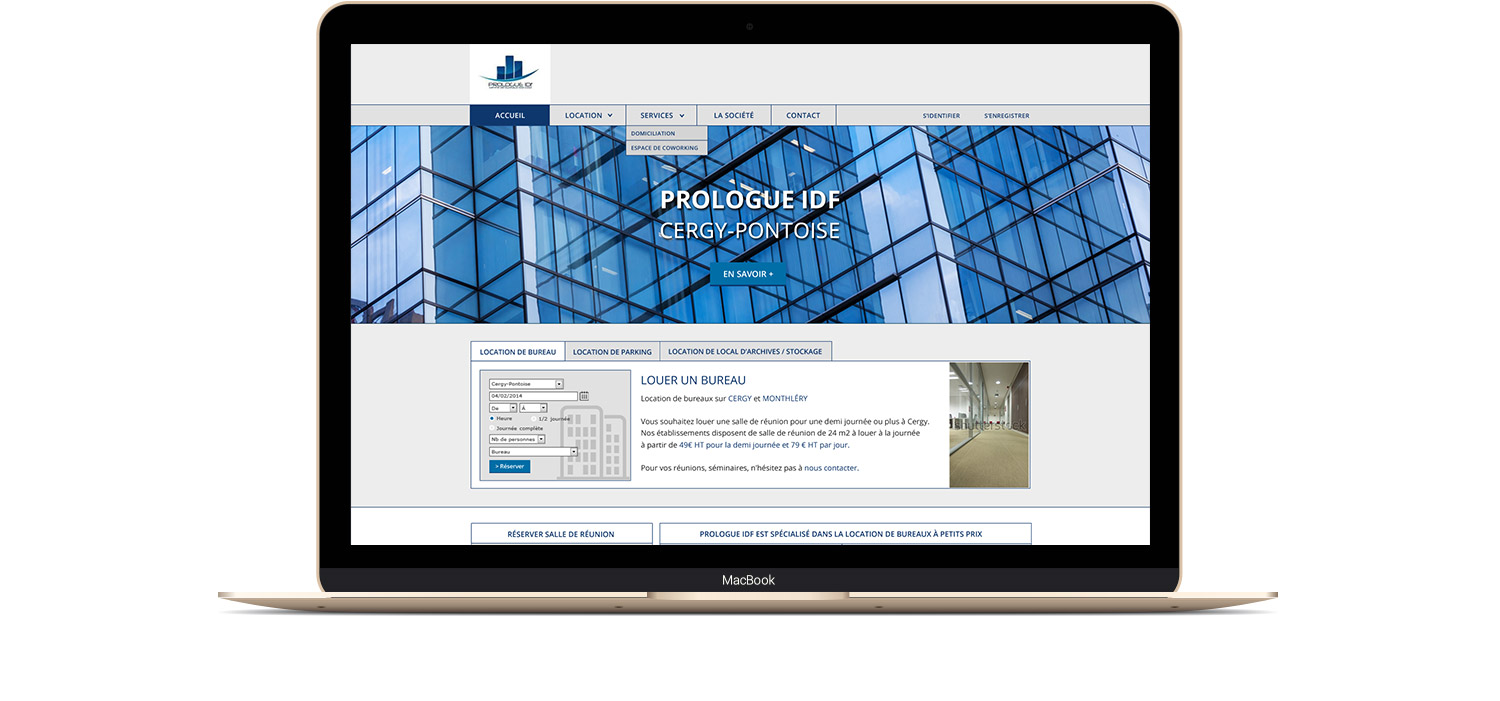 PROLOGUE IDF
ACCUEIL
LOCATION
SERVICES
LA SOCIÉTÉ
CONTACT
S'IDENTIFIER
S'ENREGISTRER
DOMICILIATION
ESPACE DE COWORKING
PROLOGUE IDF
CERGY-PONTOISE
EN SAVOIR +
LOCATION DE BUREAU
LOCATION DE PARKING
LOCATION DE LOCAL D'ARCHIVES / STOCKAGE
Cergy-Pontoise
04/02/2014
De
À
Heure
1/2 journée
Journée complète
Nb de personnes
Bureau
> Réserver
LOUER UN BUREAU
Location de bureaux sur CERGY et MONTHLÉRY
Vous souhaitez louer une salle de réunion pour une demi journée ou plus à Cergy.
Nos établissements disposent de salle de réunion de 24 m2 à louer à la journée
à partir de 49€ HT pour la demi journée et 79 € HT par jour.
Pour vos réunions, séminaires, n'hésitez pas à nous contacter.
shutterstock
RÉSERVER SALLE DE RÉUNION
PROLOGUE IDF EST SPÉCIALISÉ DANS LA LOCATION DE BUREAUX À PETITS PRIX
MacBook